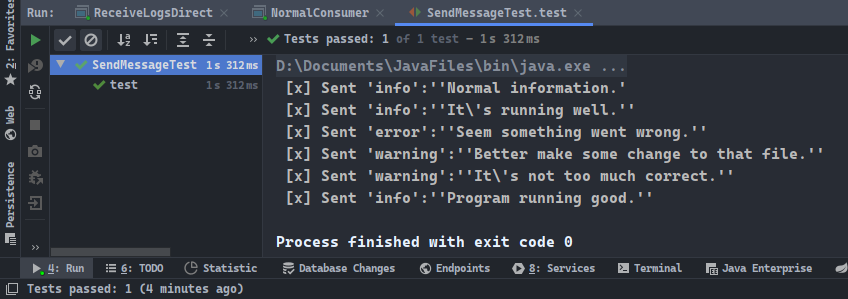 Run: ReceiveLogsDirect × NormalConsumer × SendMessageTest.test ×
>> Tests passed: 1 of 1 test – 1 s 312 ms
SendMessageTest 1 s 312 ms
test 1 s 312 ms
D:\Documents\JavaFiles\bin\java.exe ...
[x] Sent 'info':''Normal information.'
[x] Sent 'info':''It\'s running well.''
[x] Sent 'error':''Seem something went wrong.''
[x] Sent 'warning':''Better make some change to that file.''
[x] Sent 'warning':''It\'s not too much correct.''
[x] Sent 'info':''Program running good.''
Process finished with exit code 0
2: Favorites
Web
Persistence
>>
4: Run 6: TODO Statistic Database Changes Endpoints 8: Services Terminal Java Enterprise
Tests passed: 1 (4 minutes ago)